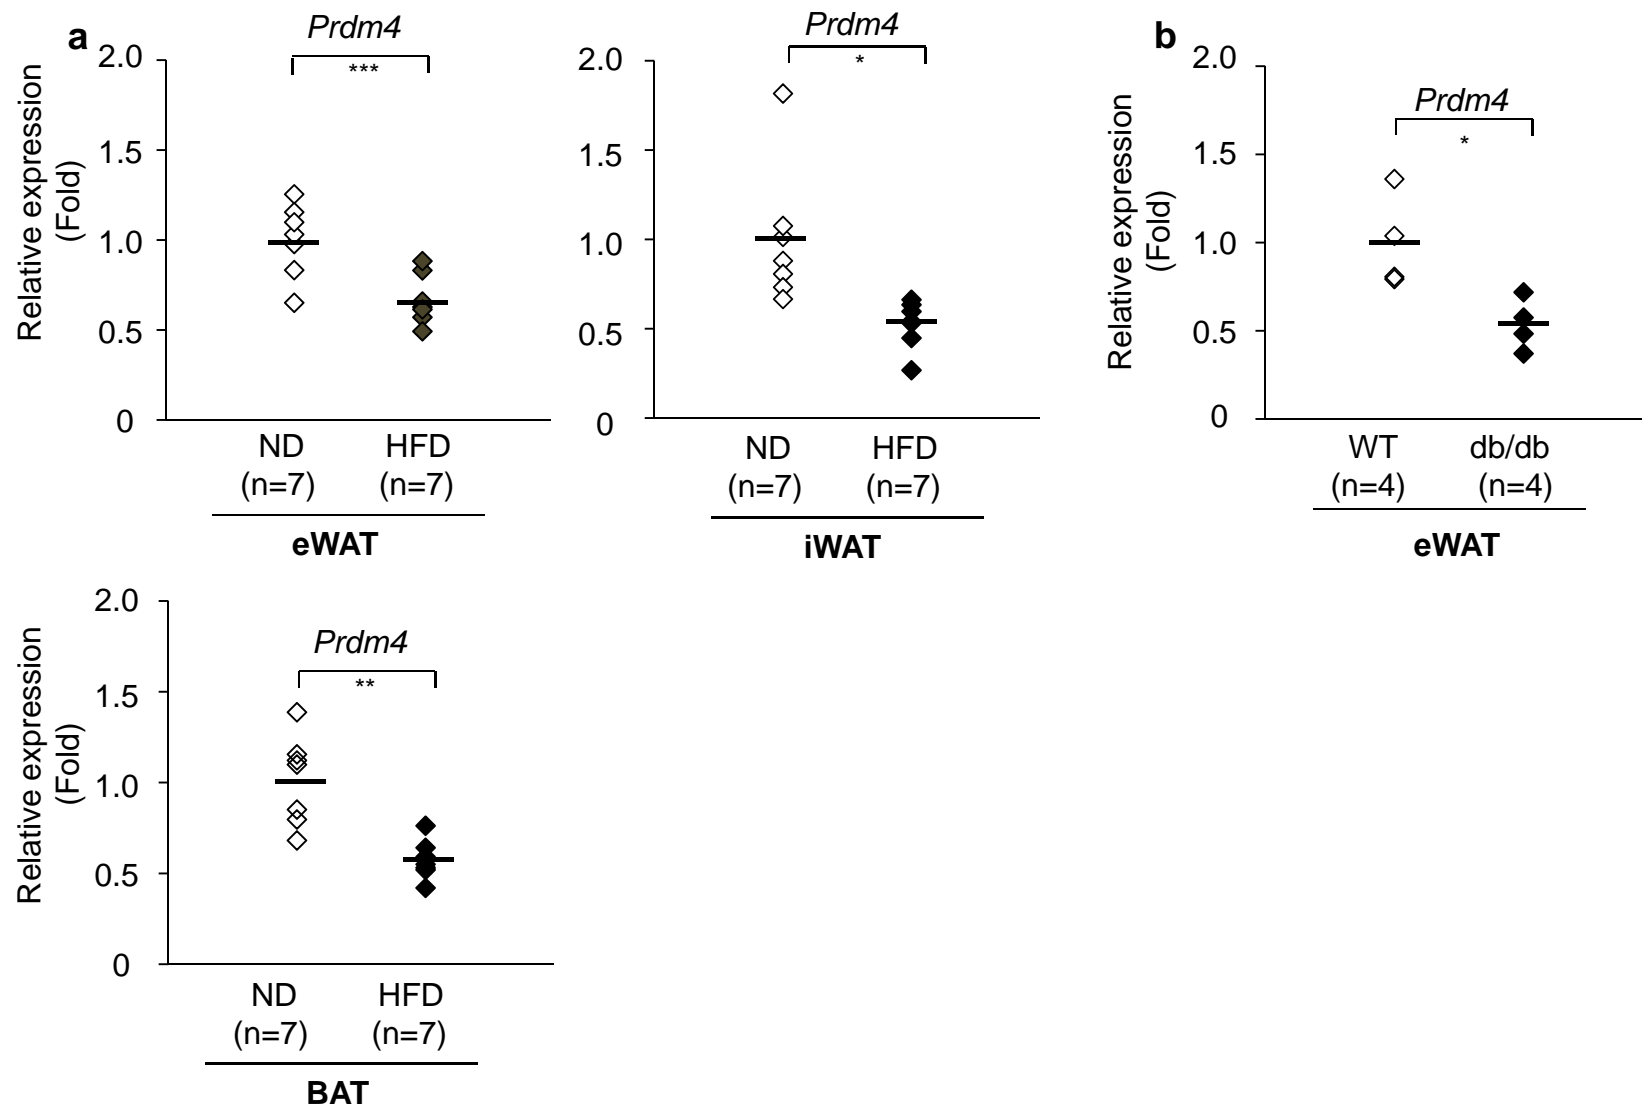 a
Prdm4
***
2.0
1.5
1.0
0.5
0
Relative expression
(Fold)
ND
HFD
(n=7)
(n=7)
eWAT
Prdm4
*
2.0
1.5
1.0
0.5
0
ND
HFD
(n=7)
(n=7)
iWAT
b
Prdm4
*
2.0
1.5
1.0
0.5
0
Relative expression
(Fold)
WT
db/db
(n=4)
(n=4)
eWAT
Prdm4
**
2.0
1.5
1.0
0.5
0
Relative expression
(Fold)
ND
HFD
(n=7)
(n=7)
BAT